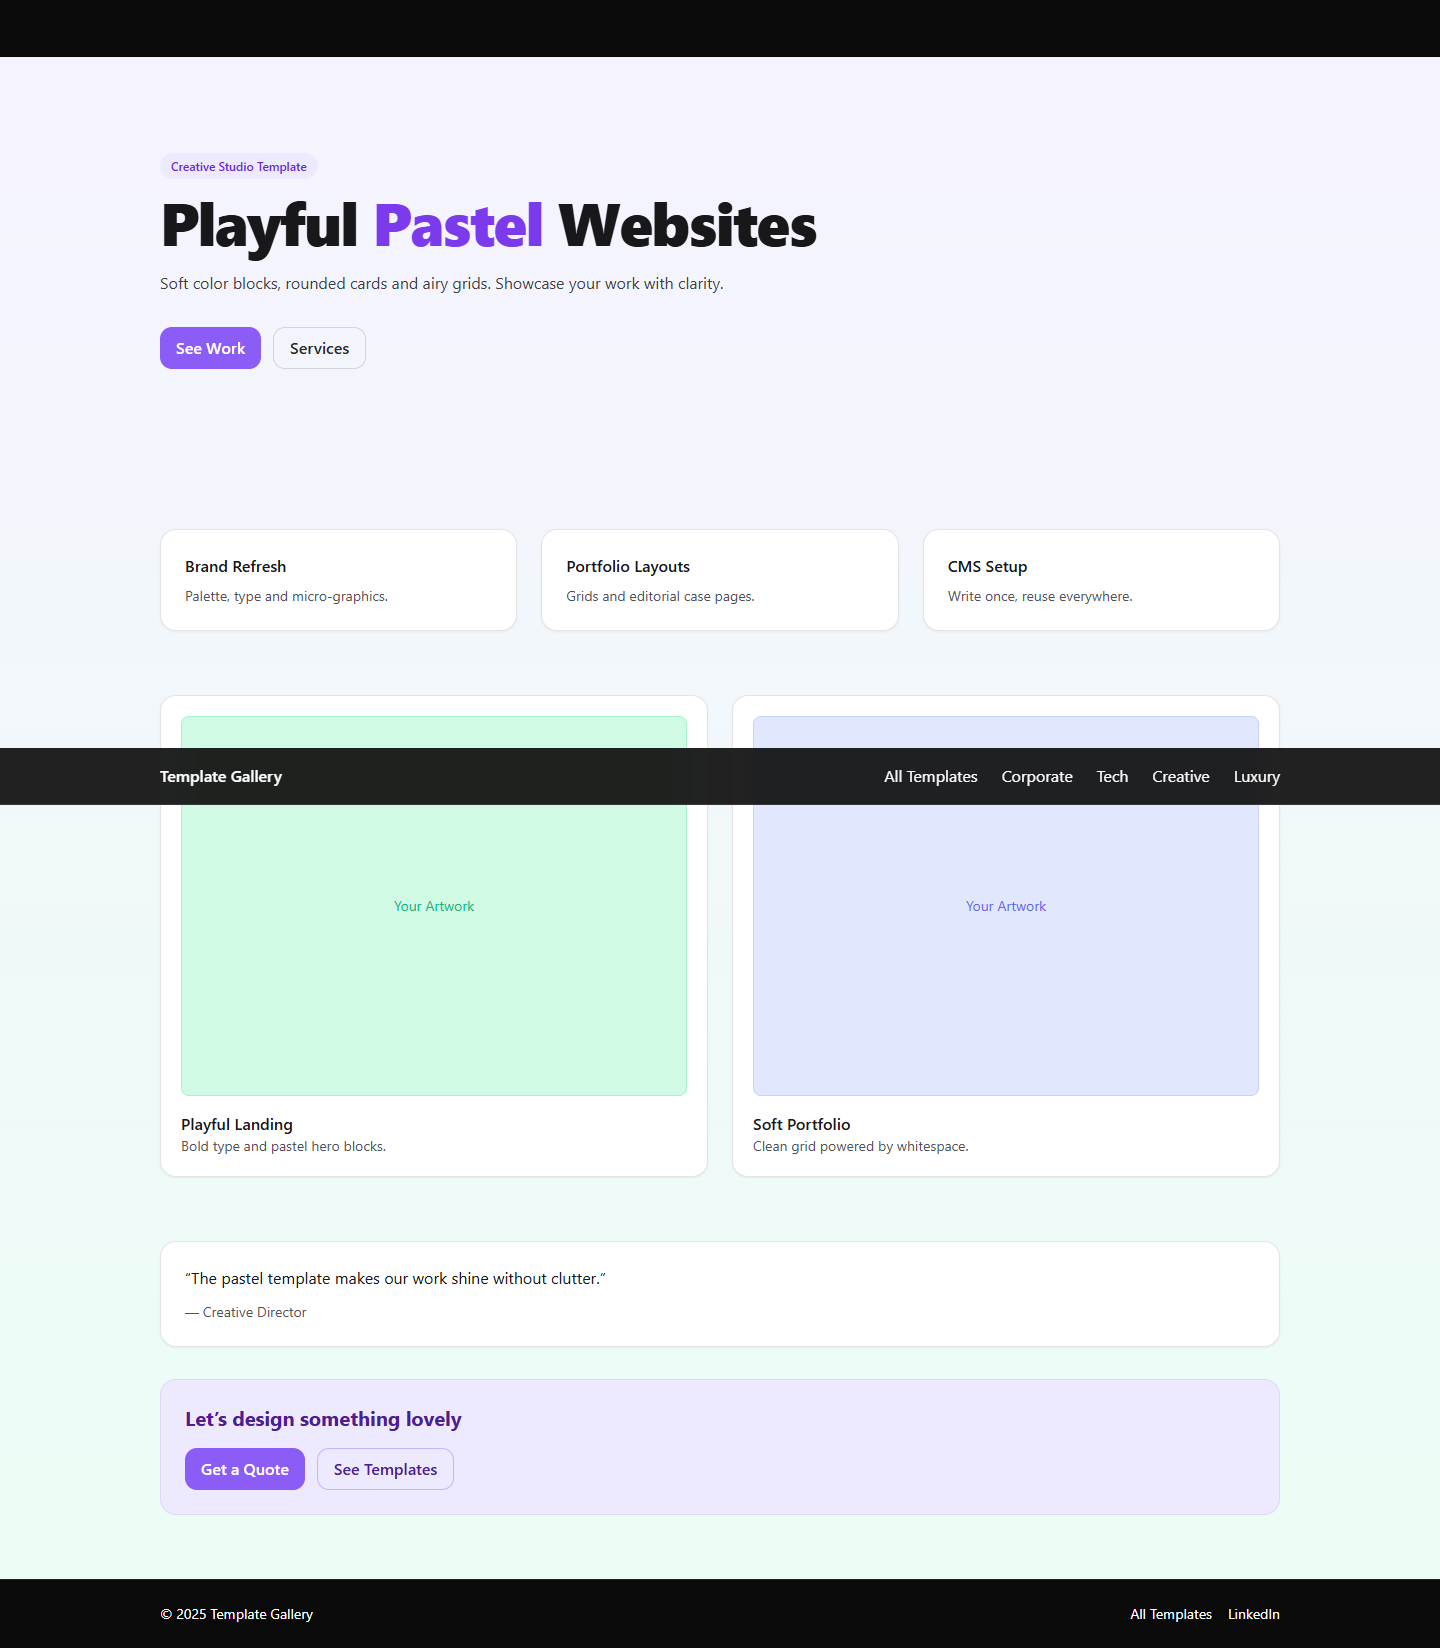 Creative Studio Template
Playful Pastel Websites
Soft color blocks, rounded cards and airy grids. Showcase your work with clarity.
See Work
Services
Brand Refresh
Palette, type and micro-graphics.
Portfolio Layouts
Grids and editorial case pages.
CMS Setup
Write once, reuse everywhere.
Template Gallery
All Templates
Corporate
Tech
Creative
Luxury
Your Artwork
Playful Landing
Bold type and pastel hero blocks.
Your Artwork
Soft Portfolio
Clean grid powered by whitespace.
“The pastel template makes our work shine without clutter.”
— Creative Director
Let’s design something lovely
Get a Quote
See Templates
© 2025 Template Gallery
All Templates
LinkedIn